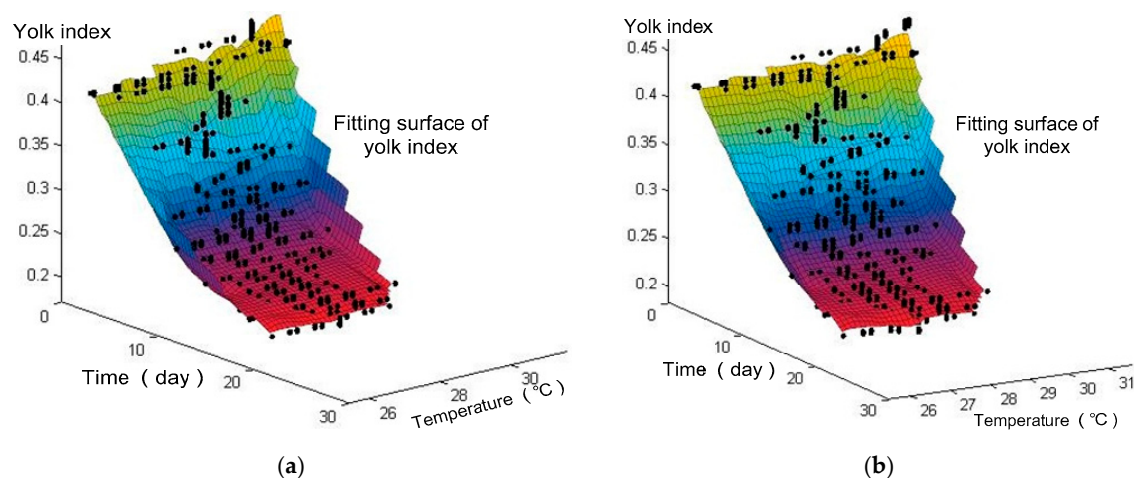 Yolk index
0.45
0.4
0.35
0.3
0.25
0.2
0
10
20
30
Time ( day )
26
28
30
Temperature ( °C )
Fitting surface of
yolk index
(a)
Yolk index
0.45
0.4
0.35
0.3
0.25
0.2
0
10
20
30
Time ( day )
26
27
28
29
30
31
Temperature ( °C )
Fitting surface of
yolk index
(b)